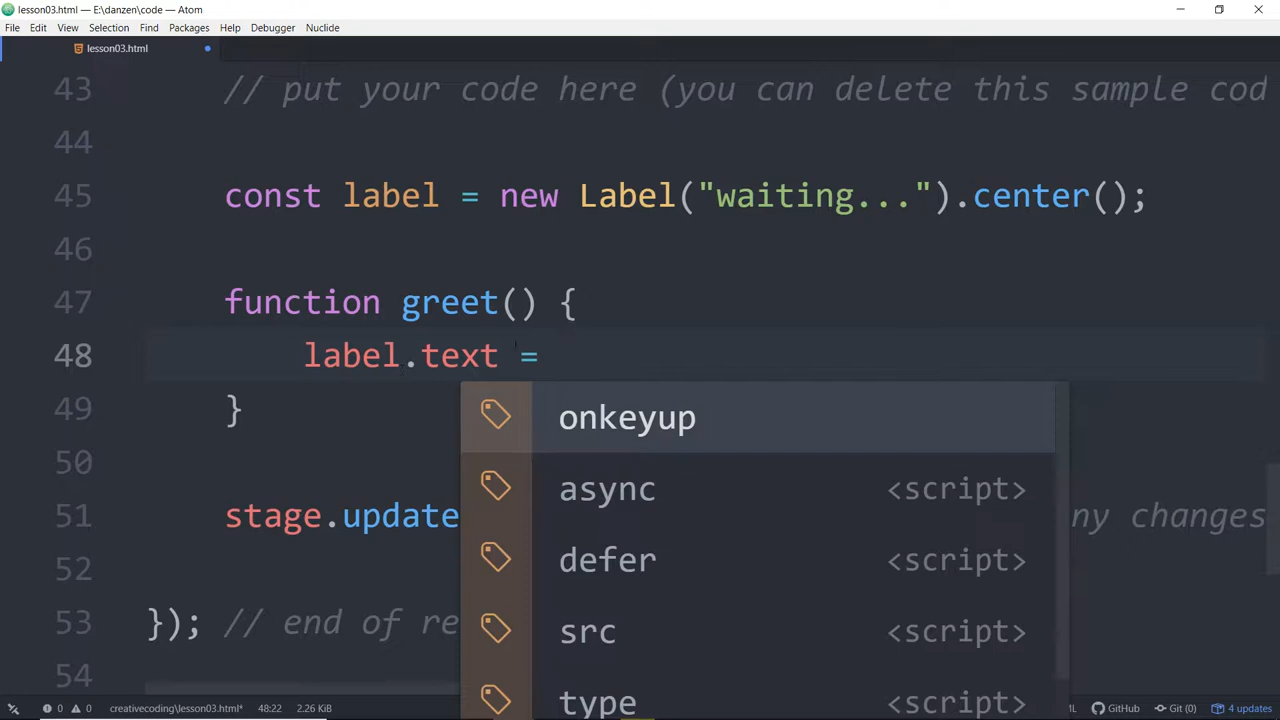 lesson03.html — E:\danzen\code — Atom
File Edit View Selection Find Packages Help Debugger Nuclide
lesson03.html
43 // put your code here (you can delete this sample cod
44
45 const label = new Label("waiting...").center();
46
47 function greet() {
48 label.text =
49 }
onkeyup
50
async <script>
51 stage.update ny changes
defer <script>
52
53 }); // end of re
src <script>
54
type <script>
0 0 creativecoding\lesson03.html* 48:22 2.26 KiB ML GitHub Git (0) 4 updates